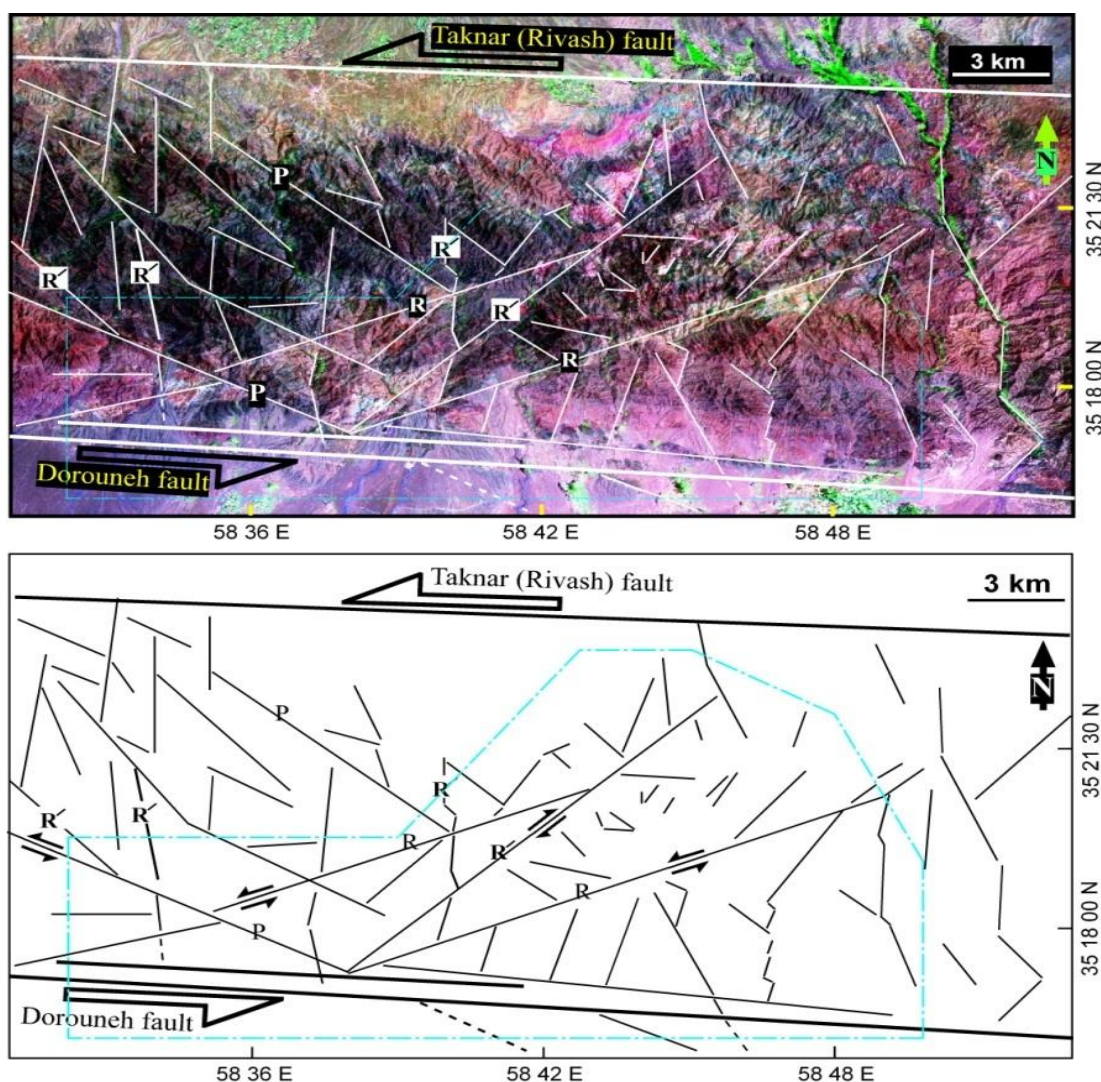 Taknar (Rivash) fault
3 km
N
P
R′
R′
R′
R
R′
R
P
35 21 30 N
35 18 00 N
Dorouneh fault
58 36 E
58 42 E
58 48 E
Taknar (Rivash) fault
3 km
N
P
R′
R′
R′
R
R′
R
P
35 21 30 N
35 18 00 N
Dorouneh fault
58 36 E
58 42 E
58 48 E